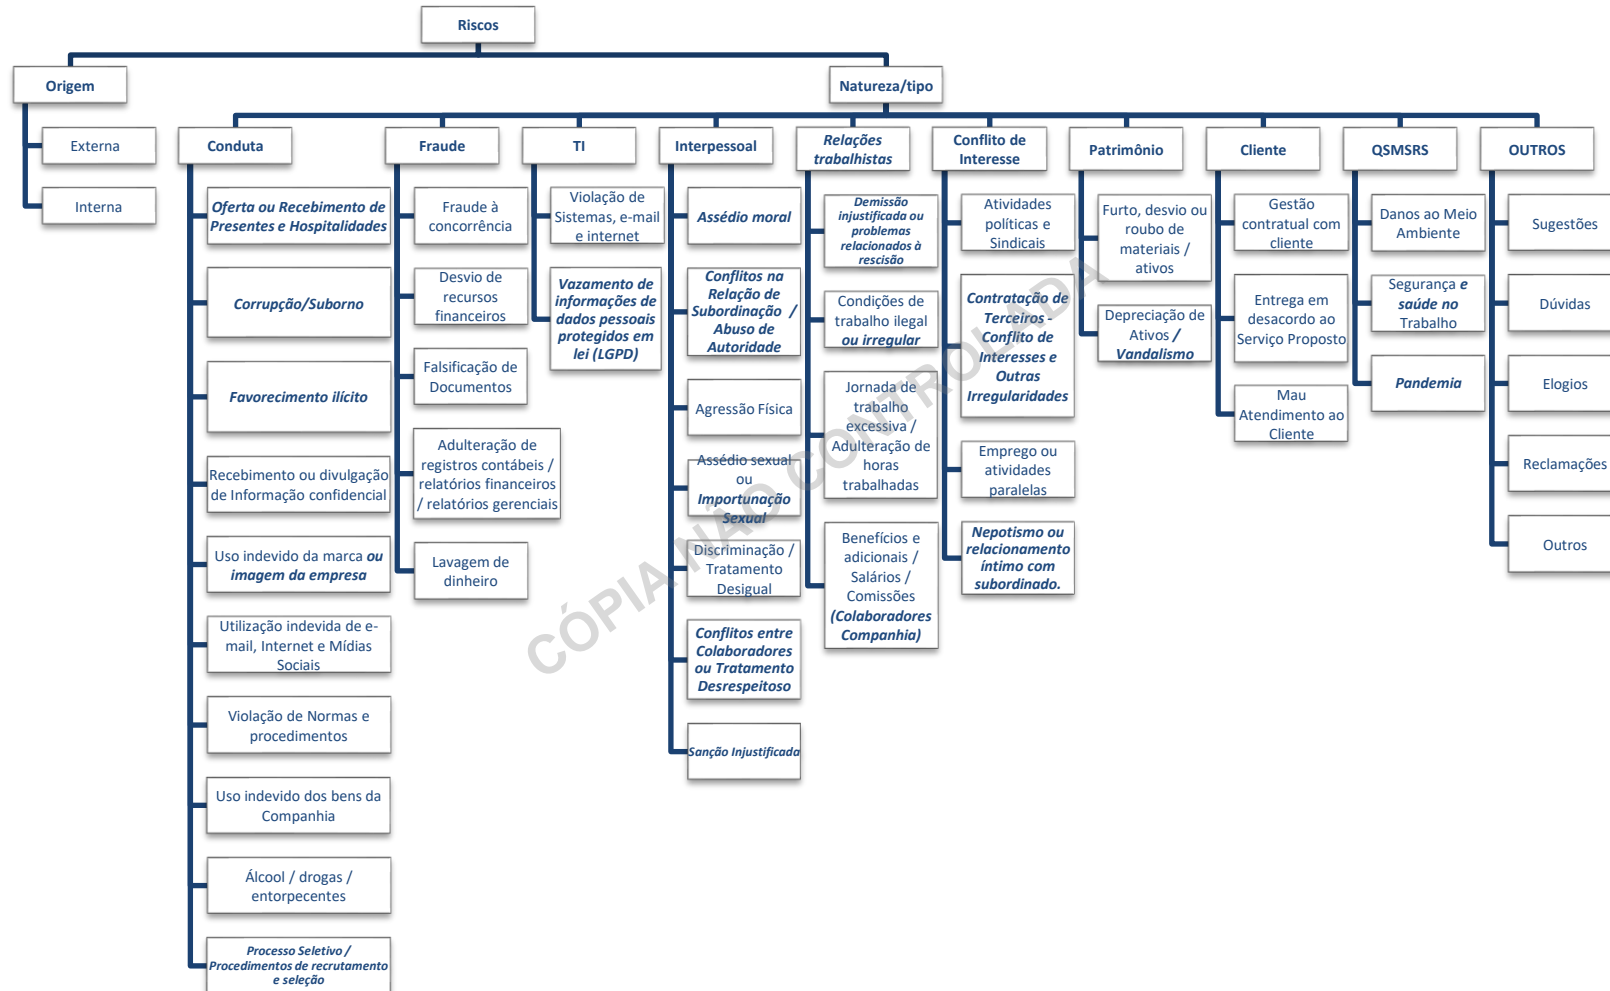 Riscos
Origem
Natureza/tipo
Externa
Interna
Conduta
Oferta ou Recebimento de
Presentes e Hospitalidades
Corrupção/Suborno
Favorecimento ilícito
Recebimento ou divulgação
de Informação confidencial
Uso indevido da marca ou
imagem da empresa
Utilização indevida de e-
mail, Internet e Mídias
Sociais
Violação de Normas e
procedimentos
Uso indevido dos bens da
Companhia
Álcool / drogas /
entorpecentes
Processo Seletivo /
Procedimentos de recrutamento
e seleção
Fraude
Fraude à
concorrência
Desvio de
recursos
financeiros
Falsificação de
Documentos
Adulteração de
registros contábeis /
relatórios financeiros
/ relatórios gerenciais
Lavagem de
dinheiro
TI
Violação de
Sistemas, e-mail
e internet
Vazamento de
informações de
dados pessoais
protegidos em
lei (LGPD)
Interpessoal
Assédio moral
Conflitos na
Relação de
Subordinação /
Abuso de
Autoridade
Agressão Física
Assédio sexual
ou
Importunação
Sexual
Discriminação /
Tratamento
Desigual
Conflitos entre
Colaboradores
ou Tratamento
Desrespeitoso
Sanção Injustificada
Relações
trabalhistas
Demissão
injustificada ou
problemas
relacionados à
rescisão
Condições de
trabalho ilegal
ou irregular
Jornada de
trabalho
excessiva /
Adulteração de
horas
trabalhadas
Benefícios e
adicionais /
Salários /
Comissões
(Colaboradores
Companhia)
Conflito de
Interesse
Atividades
políticas e
Sindicais
Contratação de
Terceiros -
Conflito de
Interesses e
Outras
Irregularidades
Emprego ou
atividades
paralelas
Nepotismo ou
relacionamento
íntimo com
subordinado.
Patrimônio
Furto, desvio ou
roubo de
materiais /
ativos
Depreciação de
Ativos /
Vandalismo
Cliente
Gestão
contratual com
cliente
Entrega em
desacordo ao
Serviço Proposto
Mau
Atendimento ao
Cliente
QSMSRS
Danos ao Meio
Ambiente
Segurança e
saúde no
Trabalho
Pandemia
OUTROS
Sugestões
Dúvidas
Elogios
Reclamações
Outros
CÓPIA NÃO CONTROLADA